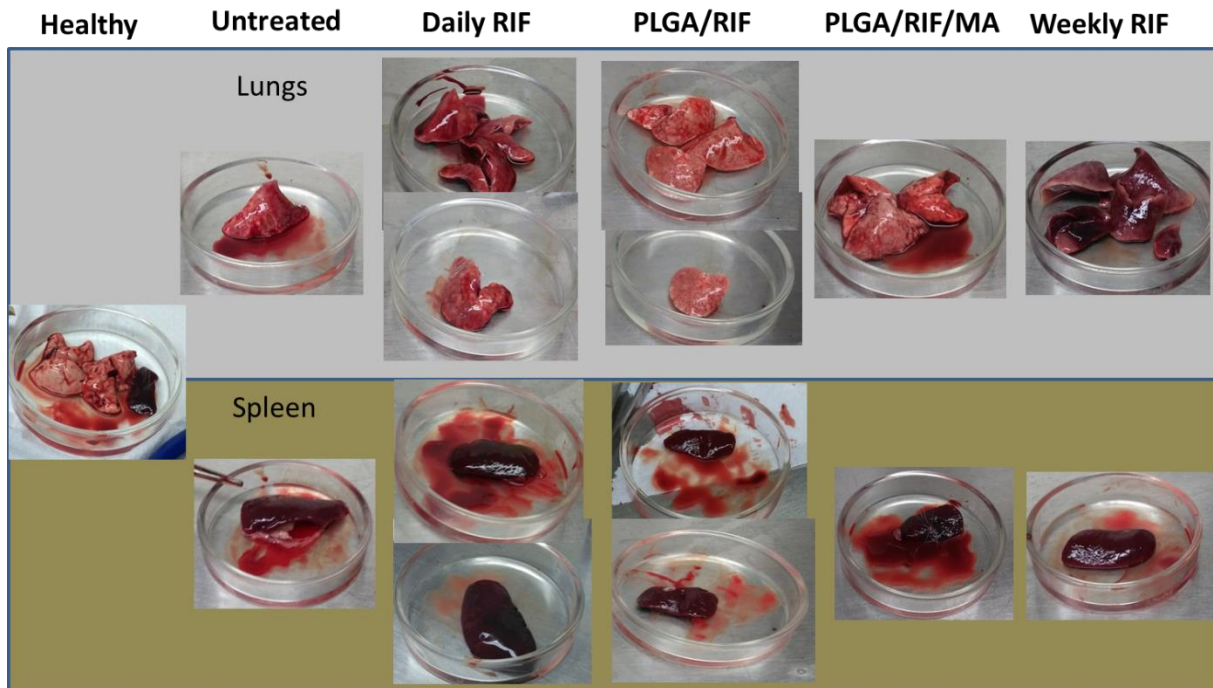 Healthy Untreated Daily RIF PLGA/RIF PLGA/RIF/MA Weekly RIF
Lungs
Spleen